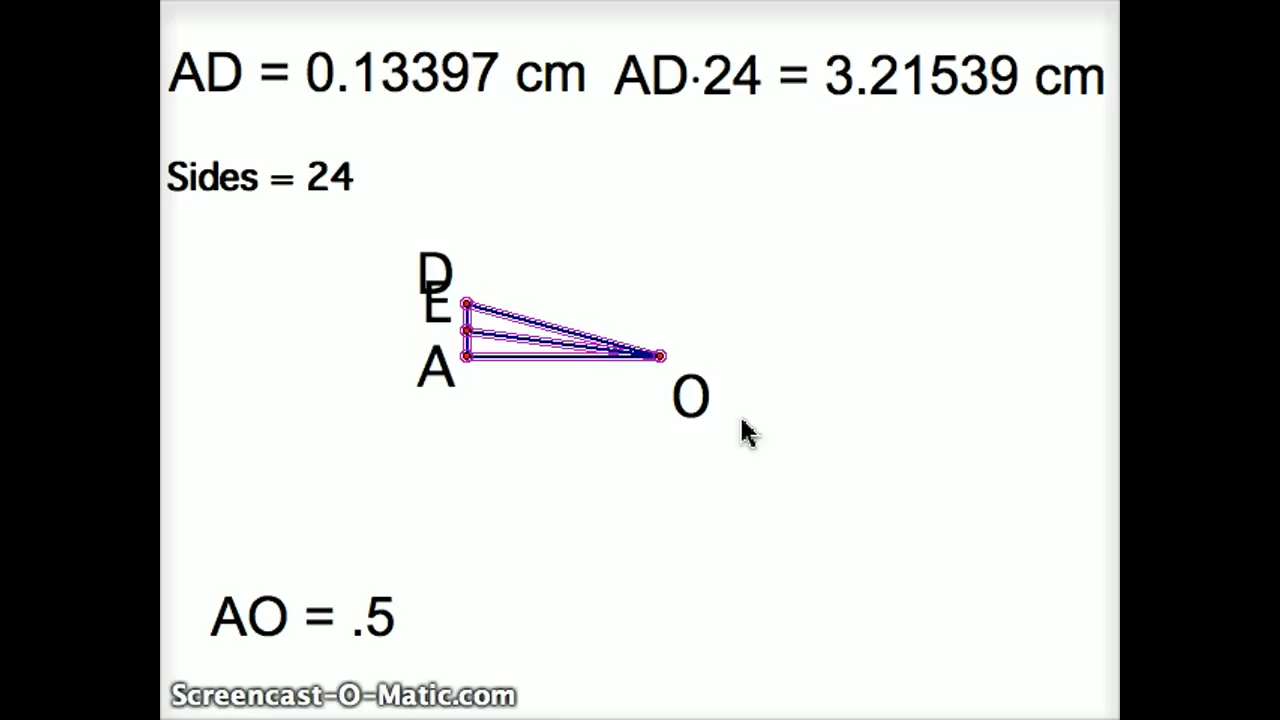 AD = 0.13397 cm AD·24 = 3.21539 cm
Sides = 24
D
E
A
O
AO = .5
Screencast-O-Matic.com